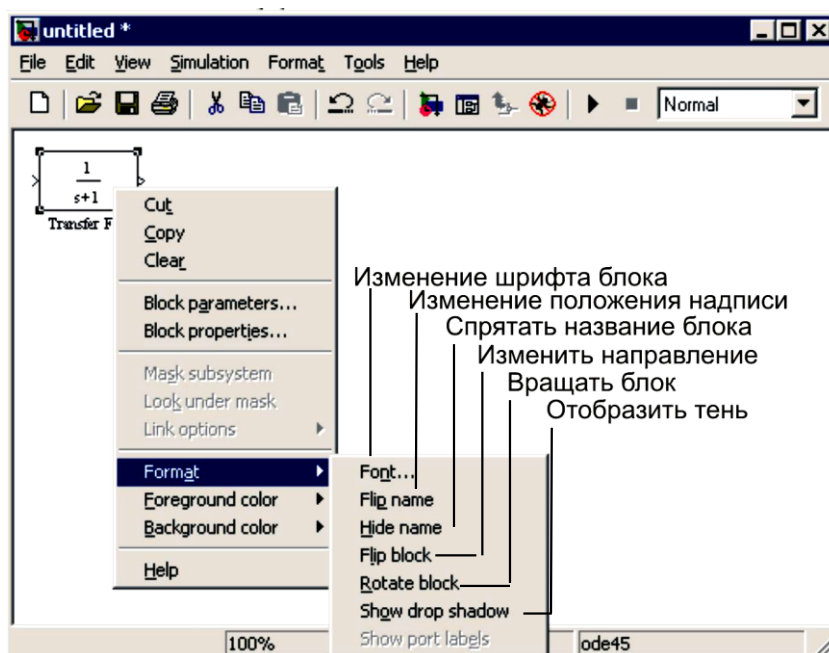 untitled *
File Edit View Simulation Format Tools Help
Normal
1
s+1
Transfer F
Cut
Copy
Clear
Block parameters...
Block properties...
Mask subsystem
Look under mask
Link options
Format
Foreground color
Background color
Help
Изменение шрифта блока
Изменение положения надписи
Спрятать название блока
Изменить направление
Вращать блок
Отобразить тень
Font...
Flip name
Hide name
Flip block
Rotate block
Show drop shadow
Show port labels
100%
ode45